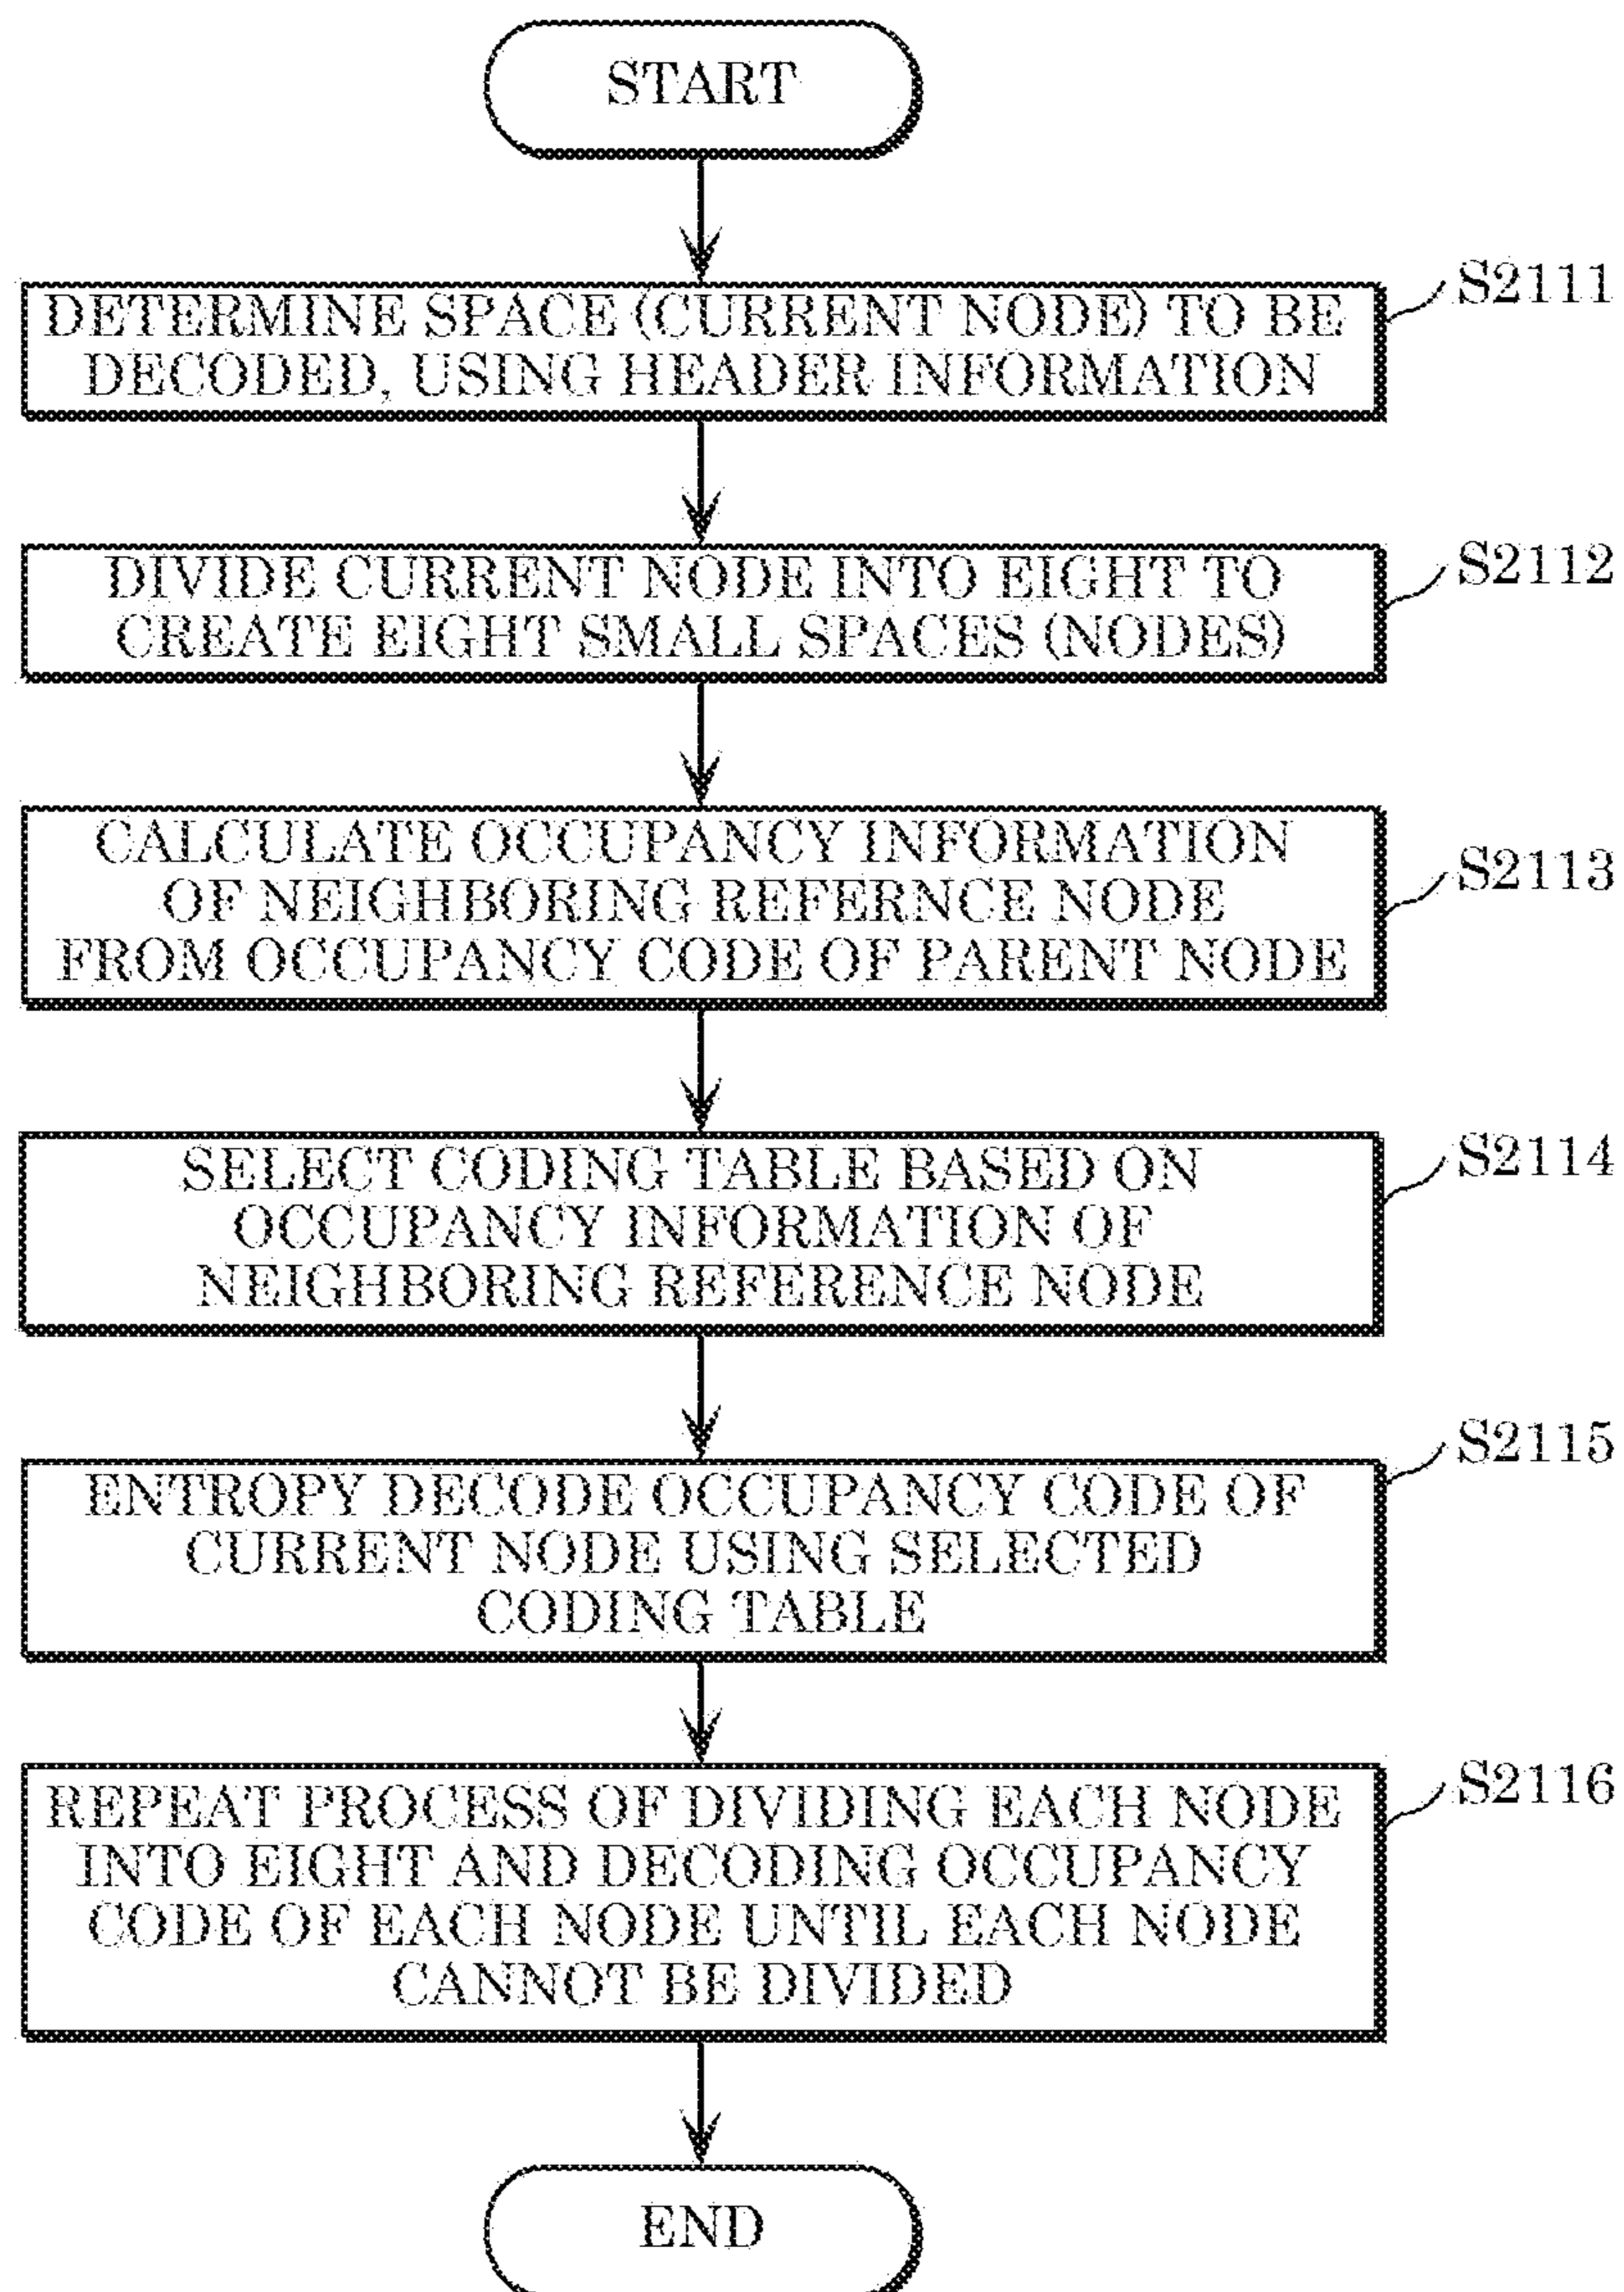 START
DETERMINE SPACE (CURRENT NODE) TO BE
DECODED, USING HEADER INFORMATION
S2111
DIVIDE CURRENT NODE INTO EIGHT TO
CREATE EIGHT SMALL SPACES (NODES)
S2112
CALCULATE OCCUPANCY INFORMATION
OF NEIGHBORING REFERNCE NODE
FROM OCCUPANCY CODE OF PARENT NODE
S2113
SELECT CODING TABLE BASED ON
OCCUPANCY INFORMATION OF
NEIGHBORING REFERENCE NODE
S2114
ENTROPY DECODE OCCUPANCY CODE OF
CURRENT NODE USING SELECTED
CODING TABLE
S2115
REPEAT PROCESS OF DIVIDING EACH NODE
INTO EIGHT AND DECODING OCCUPANCY
CODE OF EACH NODE UNTIL EACH NODE
CANNOT BE DIVIDED
S2116
END